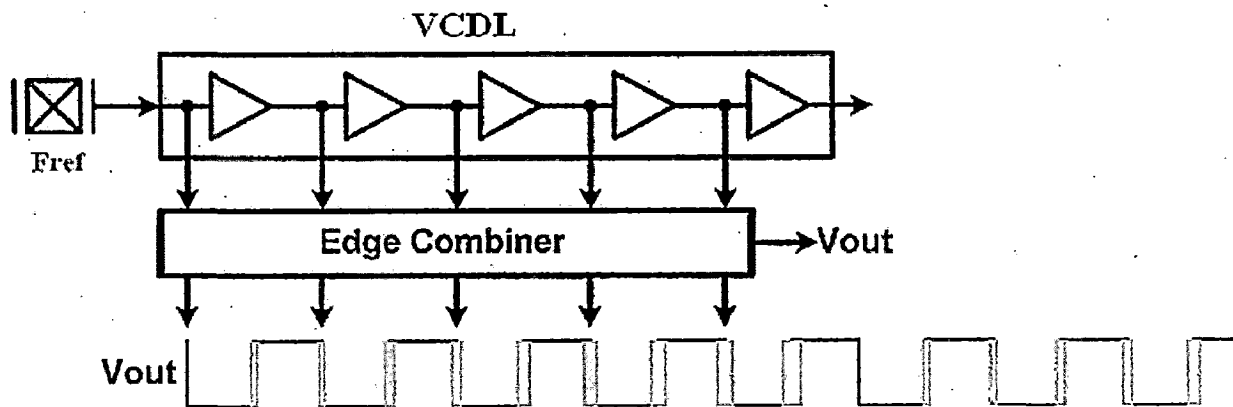 VCDL
Fref
Edge Combiner
Vout
Vout